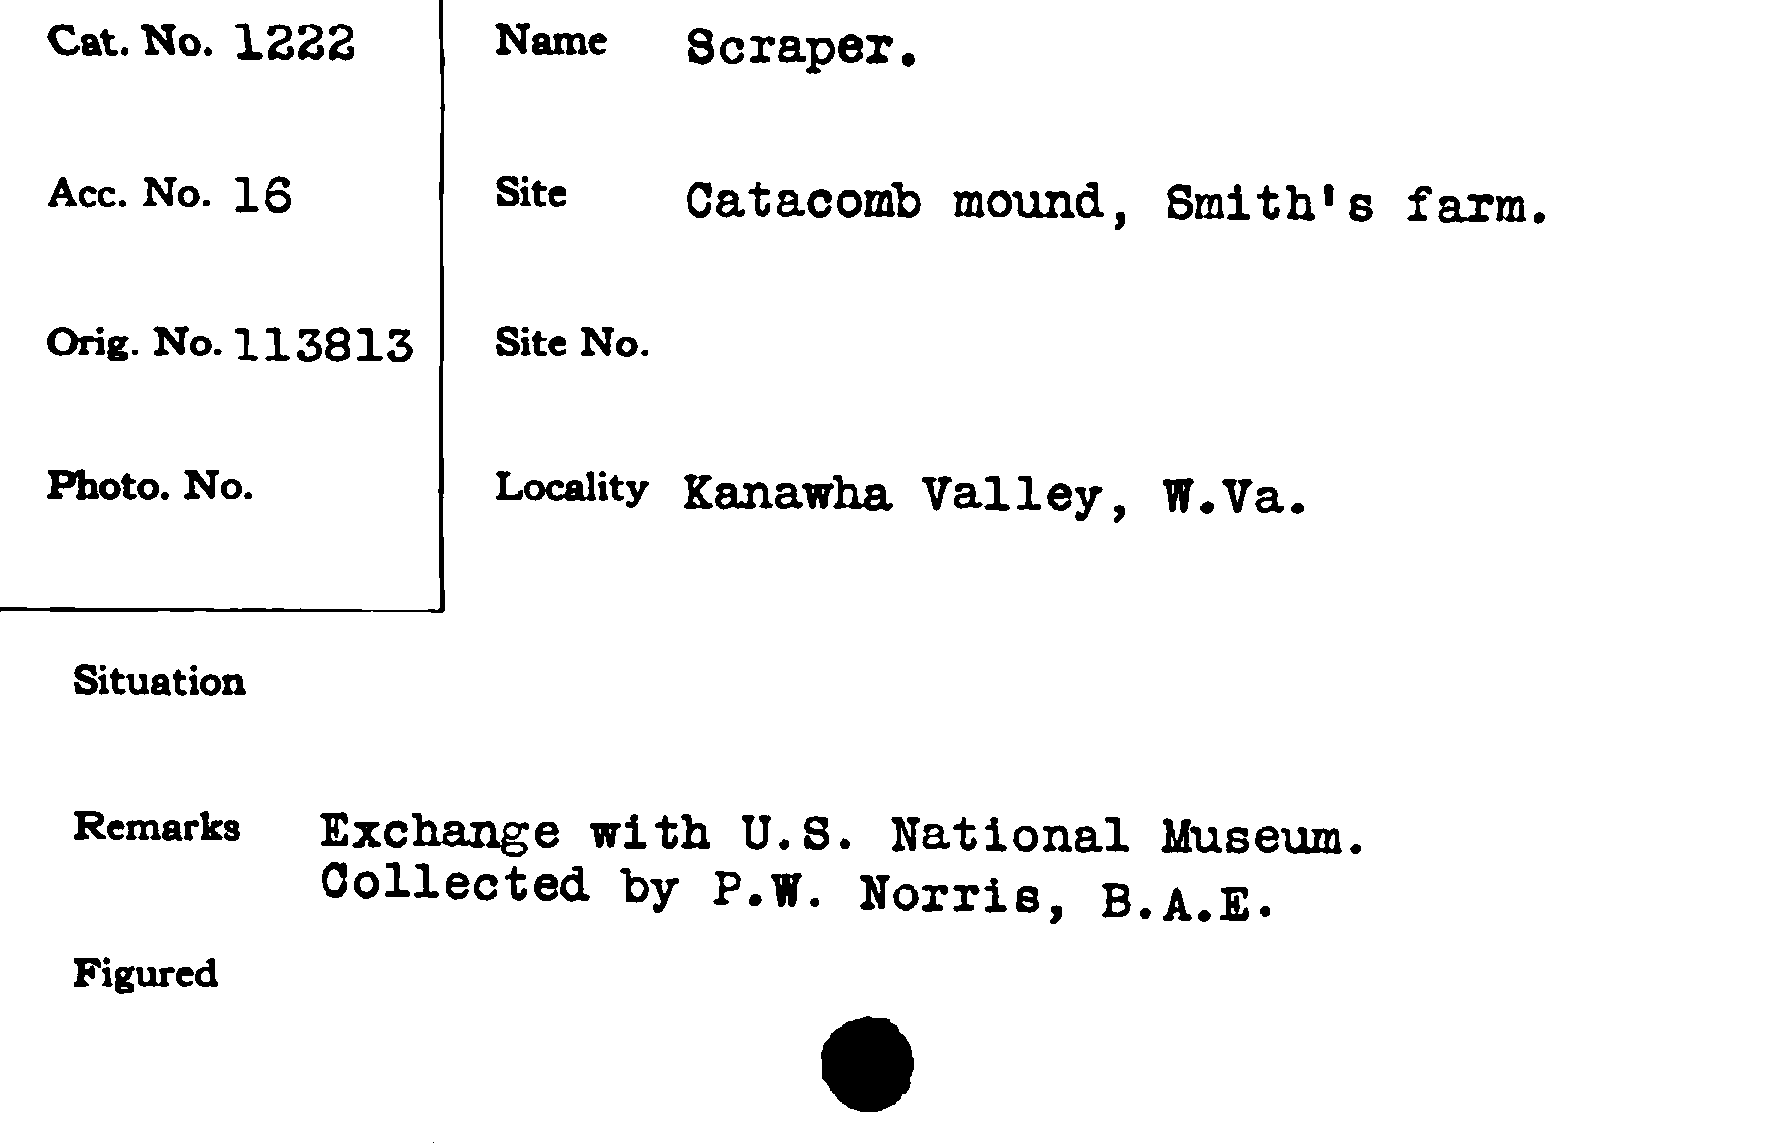 Cat. No. 1222
Name Scraper.
Acc. No. 16
Site Catacomb mound, Smith's farm.
Orig. No. 113813
Site No.
Photo. No.
Locality Kanawha Valley, W.Va.
Situation
Remarks Exchange with U.S. National Museum.
Collected by P.W. Norris, B.A.E.
Figured